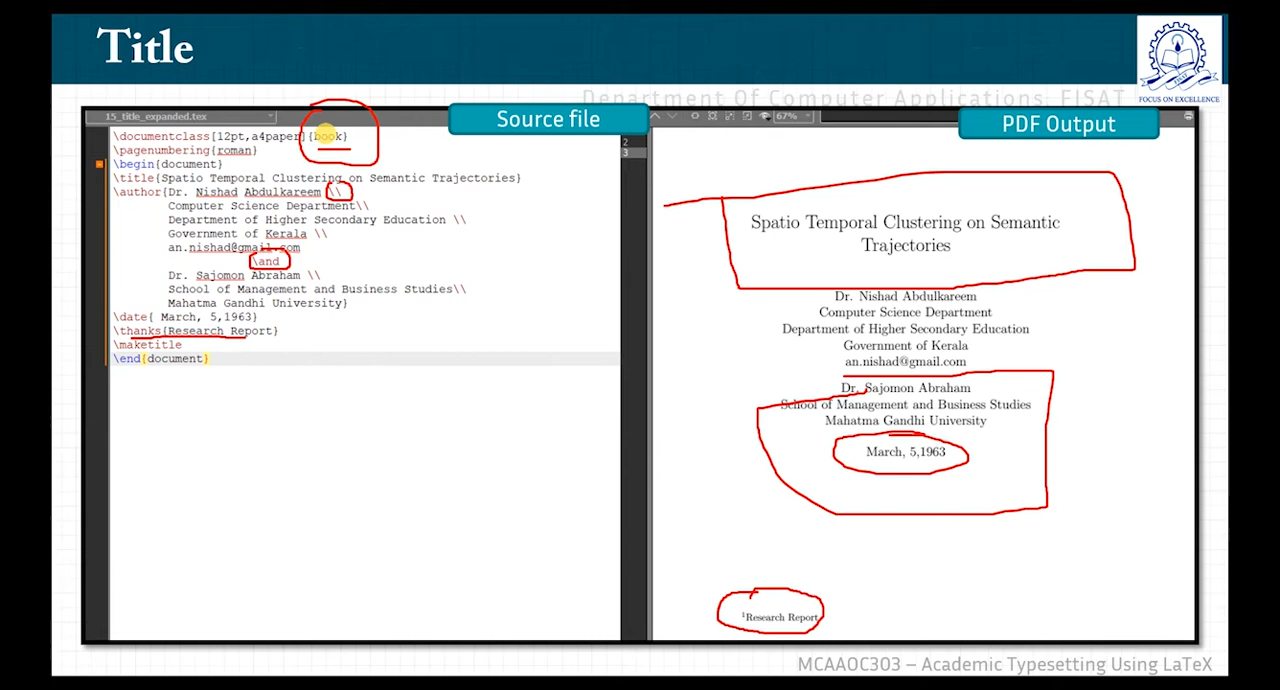 Title
FISAT
FOCUS ON EXCELLENCE
Department Of Computer Applications, FISAT
15_title_expanded.tex
Source file
67%
PDF Output
2
3
\documentclass[12pt,a4paper]{book}
\pagenumbering{roman}
\begin{document}
\title{Spatio Temporal Clustering on Semantic Trajectories}
\author{Dr. Nishad Abdulkareem \\
Computer Science Department\\
Department of Higher Secondary Education \\
Government of Kerala \\
an.nishad@gmail.com
\and
Dr. Sajomon Abraham \\
School of Management and Business Studies\\
Mahatma Gandhi University}
\date{ March, 5,1963}
\thanks{Research Report}
\maketitle
\end{document}
Spatio Temporal Clustering on Semantic
Trajectories
Dr. Nishad Abdulkareem
Computer Science Department
Department of Higher Secondary Education
Government of Kerala
an.nishad@gmail.com
Dr. Sajomon Abraham
School of Management and Business Studies
Mahatma Gandhi University
March, 5,1963
¹Research Report
MCAAOC303 – Academic Typesetting Using LaTeX